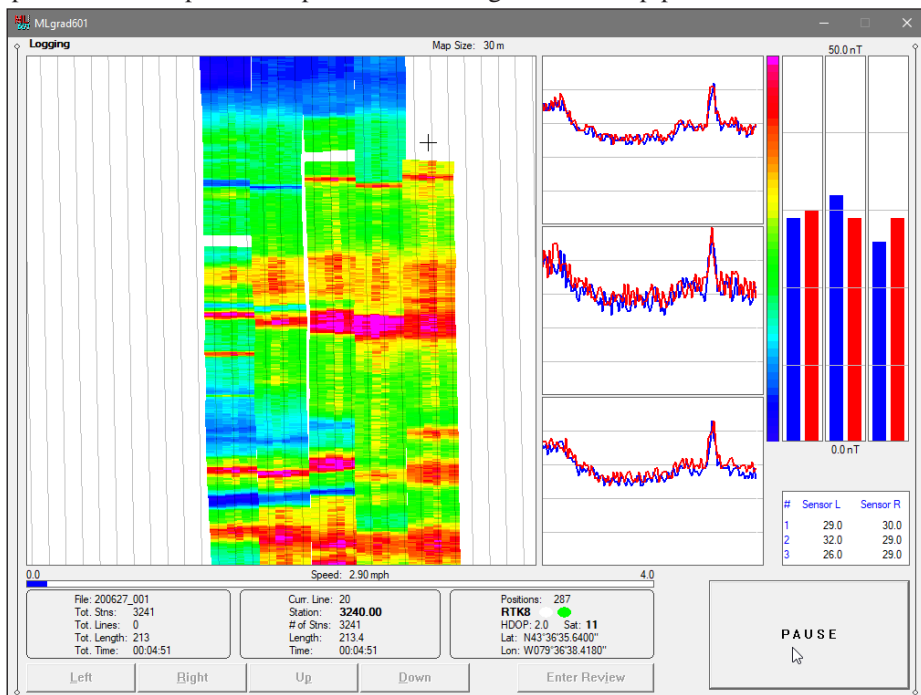 MLgrad601
Logging
Map Size: 30 m
50.0 nT
0.0 nT
# Sensor L Sensor R
1 29.0 30.0
2 32.0 29.0
3 26.0 29.0
0.0 Speed: 2.90 mph 4.0
File: 200627_001
Tot. Stns: 3241
Tot. Lines: 0
Tot. Length: 213
Tot. Time: 00:04:51
Curr. Line: 20
Station: 3240.00
# of Stns: 3241
Length: 213.4
Time: 00:04:51
Positions: 287
RTK8
HDOP: 2.0 Sat: 11
Lat: N43°36'35.6400"
Lon: W079°36'38.4180"
PAUSE
Left Right Up Down Enter Review